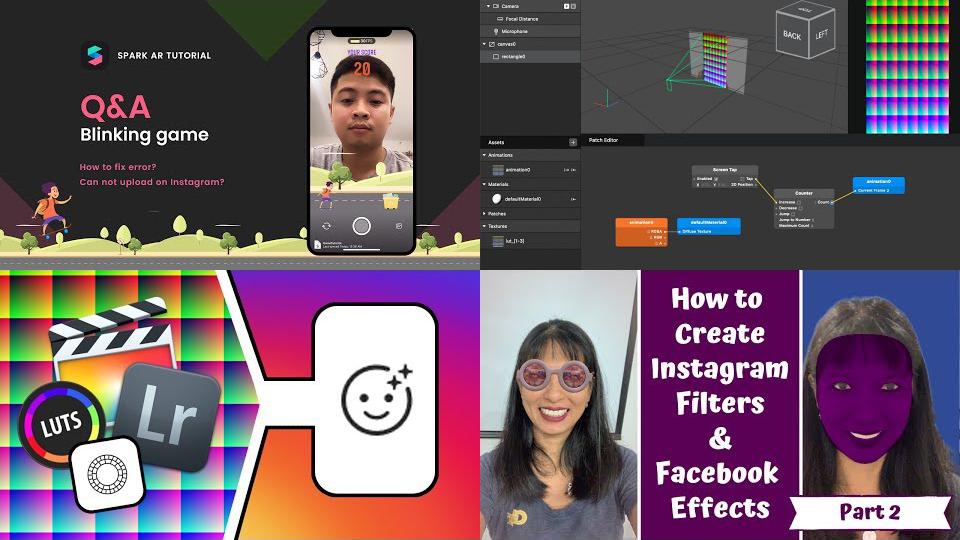 SPARK AR TUTORIAL
Q&A
Blinking game
How to fix error?
Can not upload on Instagram?
YOUR SCORE
20
Camera
Focal Distance
Microphone
canvas0
rectangle0
BACK
LEFT
Assets
Animations
animation0
Materials
defaultMaterial0
Patches
Textures
lut_[1-3]
Patch Editor
Screen Tap
Enabled
Tap
2D Position
Counter
Increase
Count
Decrease
Jump
Jump to Number
Maximum Count
animation0
Current Frame
animation0
RGBA
RGB
A
defaultMaterial0
Diffuse Texture
LUTS
Lr
How to
Create
Instagram
Filters
&
Facebook
Effects
Part 2